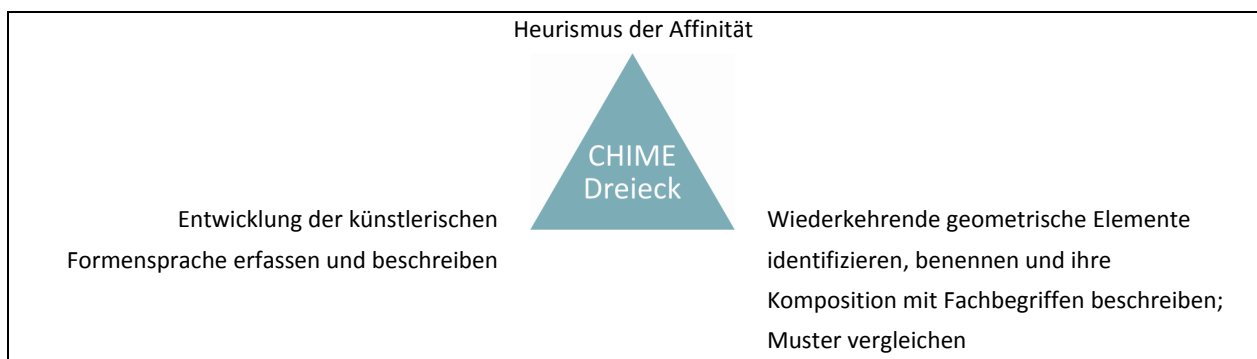 Heurismus der Affinität
CHIME
Dreieck
Entwicklung der künstlerischen
Formensprache erfassen und beschreiben
Wiederkehrende geometrische Elemente
identifizieren, benennen und ihre
Komposition mit Fachbegriffen beschreiben;
Muster vergleichen